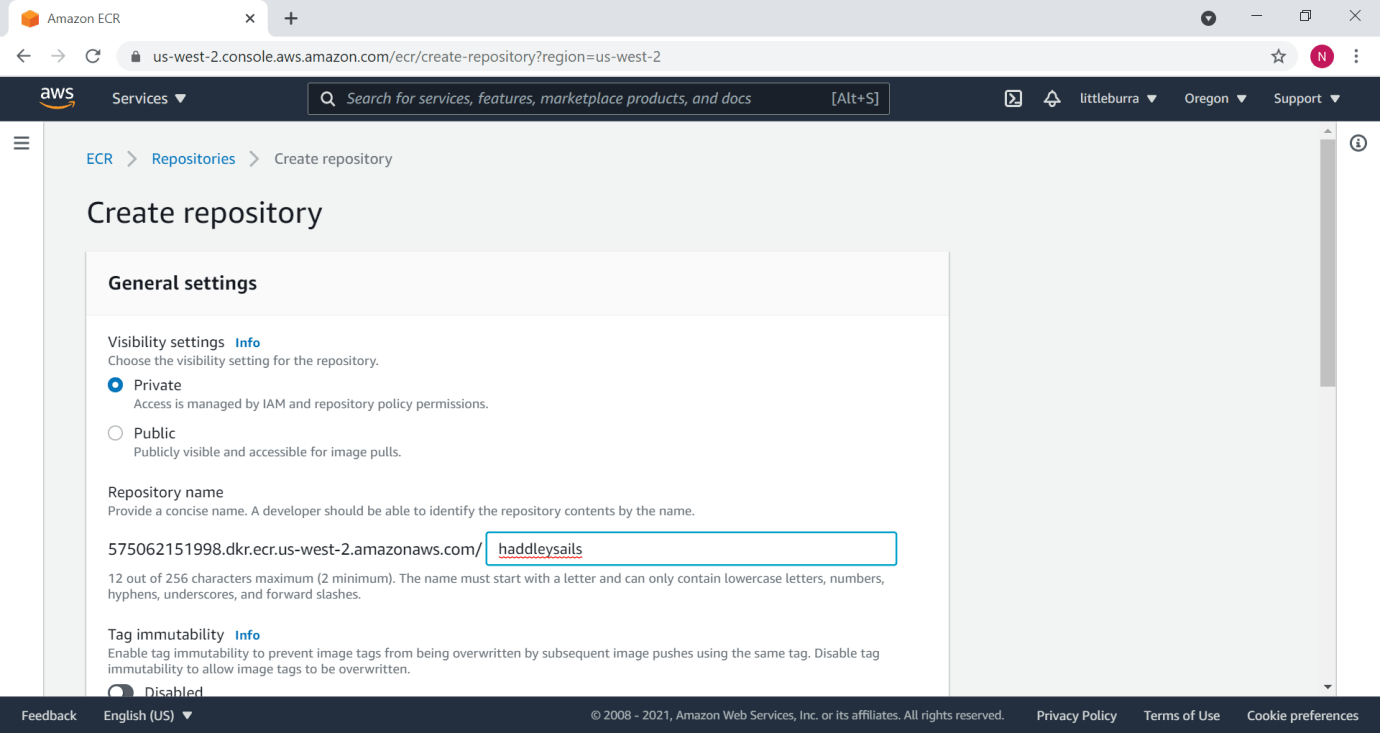 Amazon ECR
us-west-2.console.aws.amazon.com/ecr/create-repository?region=us-west-2
N
aws Services Search for services, features, marketplace products, and docs [Alt+S] littleburra Oregon Support
ECR Repositories Create repository
Create repository
General settings
Visibility settings Info
Choose the visibility setting for the repository.
Private
Access is managed by IAM and repository policy permissions.
Public
Publicly visible and accessible for image pulls.
Repository name
Provide a concise name. A developer should be able to identify the repository contents by the name.
575062151998.dkr.ecr.us-west-2.amazonaws.com/ haddleysails
12 out of 256 characters maximum (2 minimum). The name must start with a letter and can only contain lowercase letters, numbers,
hyphens, underscores, and forward slashes.
Tag immutability Info
Enable tag immutability to prevent image tags from being overwritten by subsequent image pushes using the same tag. Disable tag
immutability to allow image tags to be overwritten.
Disabled
Feedback English (US) © 2008 - 2021, Amazon Web Services, Inc. or its affiliates. All rights reserved. Privacy Policy Terms of Use Cookie preferences